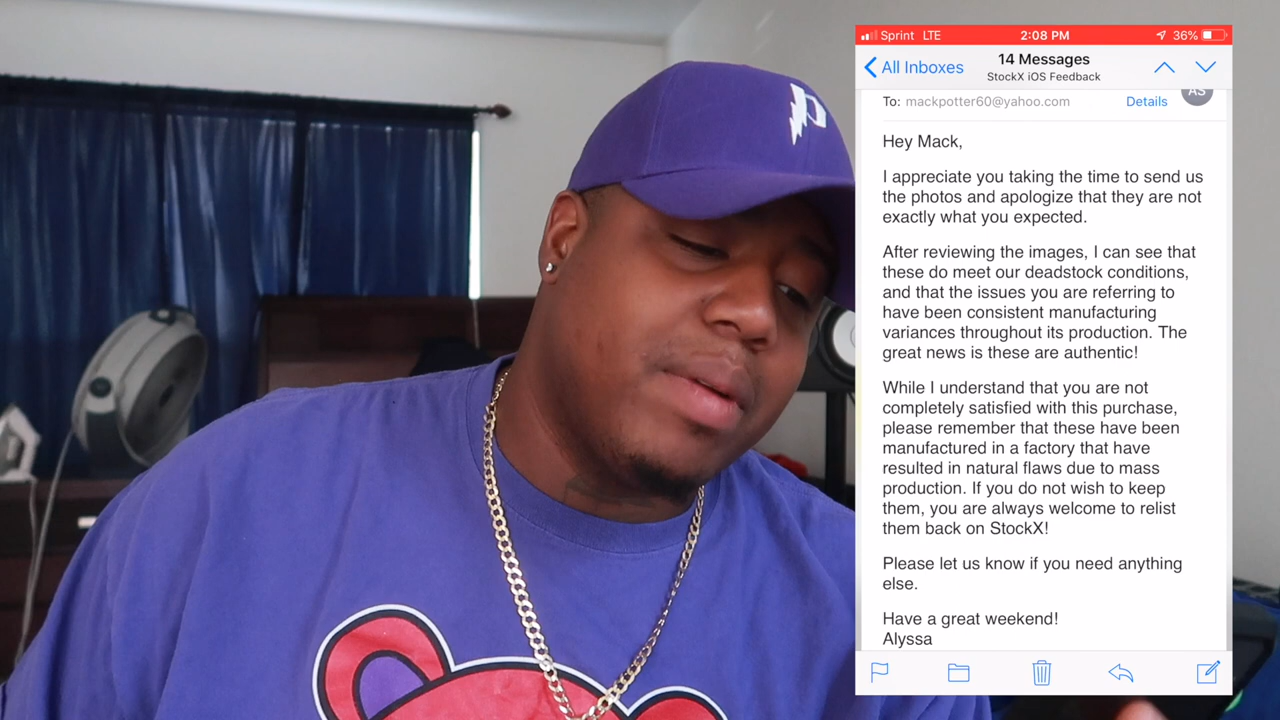 P
Sprint LTE 2:08 PM 36%
All Inboxes 14 Messages
StockX iOS Feedback
AS
To: mackpotter60@yahoo.com Details
Hey Mack,
I appreciate you taking the time to send us
the photos and apologize that they are not
exactly what you expected.
After reviewing the images, I can see that
these do meet our deadstock conditions,
and that the issues you are referring to
have been consistent manufacturing
variances throughout its production. The
great news is these are authentic!
While I understand that you are not
completely satisfied with this purchase,
please remember that these have been
manufactured in a factory that have
resulted in natural flaws due to mass
production. If you do not wish to keep
them, you are always welcome to relist
them back on StockX!
Please let us know if you need anything
else.
Have a great weekend!
Alyssa